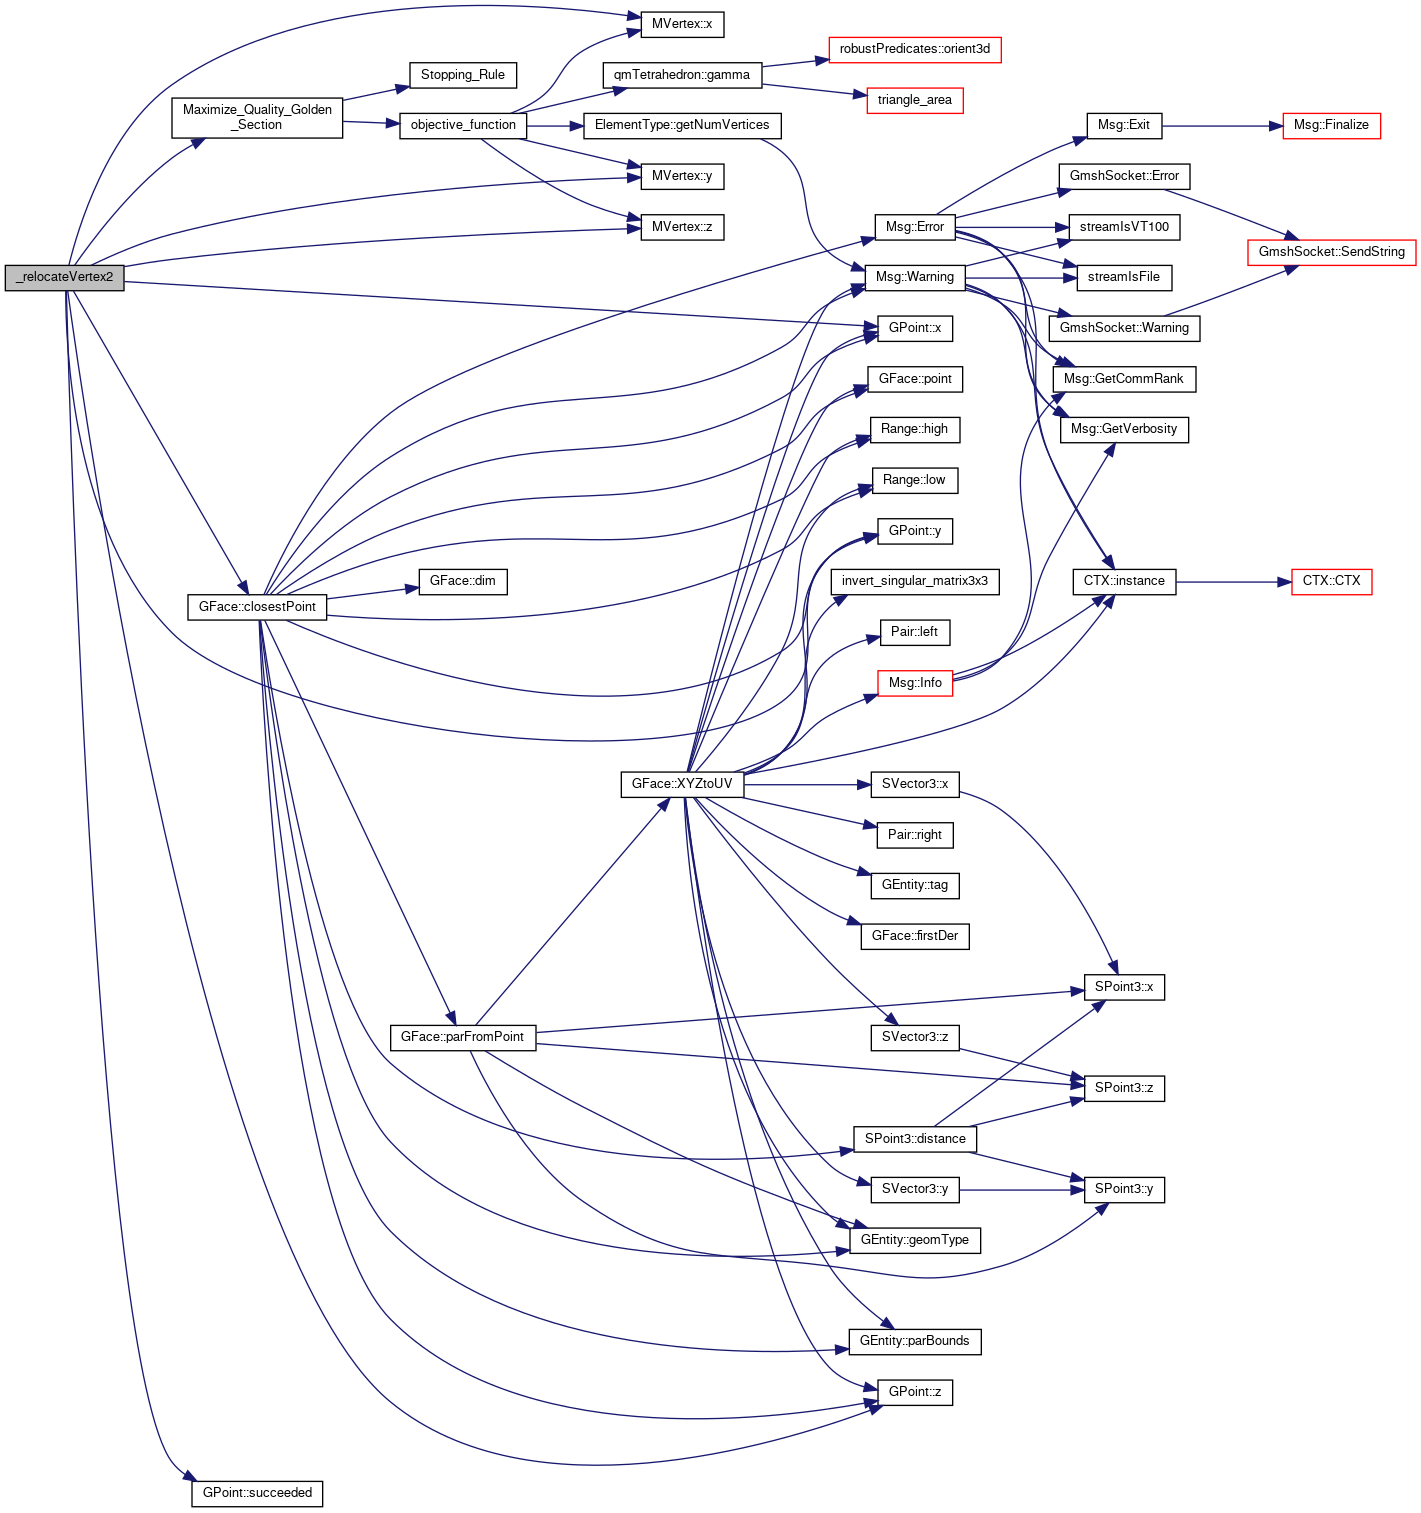 MVertex::x
robustPredicates::orient3d
Stopping_Rule
qmTetrahedron::gamma
triangle_area
Maximize_Quality_Golden
_Section
objective_function
ElementType::getNumVertices
Msg::Exit
Msg::Finalize
MVertex::y
GmshSocket::Error
MVertex::z
Msg::Error
streamIsVT100
GmshSocket::SendString
_relocateVertex2
Msg::Warning
streamIsFile
GPoint::x
GmshSocket::Warning
GFace::point
Msg::GetCommRank
Range::high
Msg::GetVerbosity
Range::low
GPoint::y
GFace::dim
invert_singular_matrix3x3
CTX::instance
CTX::CTX
GFace::closestPoint
Pair::left
Msg::Info
GFace::XYZtoUV
SVector3::x
Pair::right
GEntity::tag
GFace::firstDer
SPoint3::x
GFace::parFromPoint
SVector3::z
SPoint3::z
SPoint3::distance
SVector3::y
SPoint3::y
GEntity::geomType
GEntity::parBounds
GPoint::z
GPoint::succeeded